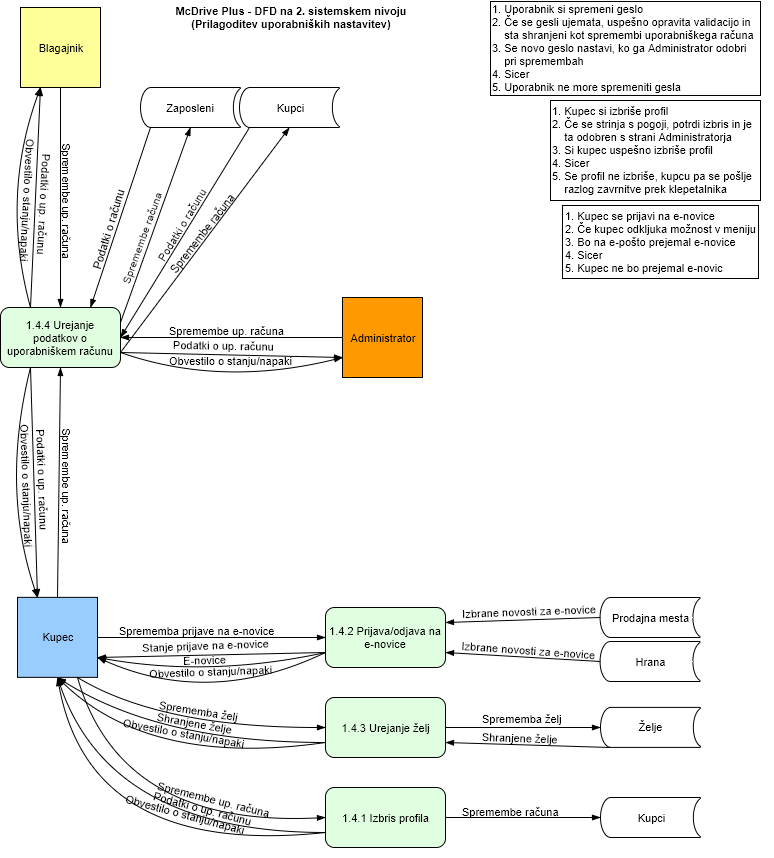 McDrive Plus - DFD na 2. sistemskem nivoju
(Prilagoditev uporabniških nastavitev)
1. Uporabnik si spremeni geslo
2. Če se gesli ujemata, uspešno opravita validacijo in
sta shranjeni kot spremembi uporabniškega računa
3. Se novo geslo nastavi, ko ga Administrator odobri
pri spremembah
4. Sicer
5. Uporabnik ne more spremeniti gesla
1. Kupec si izbriše profil
2. Če se strinja s pogoji, potrdi izbris in je
ta odobren s strani Administratorja
3. Si kupec uspešno izbriše profil
4. Sicer
5. Se profil ne izbriše, kupcu pa se pošlje
razlog zavrnitve prek klepetalnika
1. Kupec se prijavi na e-novice
2. Če kupec odkljuka možnost v meniju
3. Bo na e-pošto prejemal e-novice
4. Sicer
5. Kupec ne bo prejemal e-novic
Blagajnik
Zaposleni
Kupci
Obvestilo o stanju/napaki
Podatki o up. računu
Spremembe up. računa
Podatki o računu
Spremembe računa
Podatki o računu
Spremembe računa
1.4.4 Urejanje
podatkov o
uporabniškem računu
Spremembe up. računa
Podatki o up. računu
Obvestilo o stanju/napaki
Administrator
Obvestilo o stanju/napaki
Podatki o up. računu
Spremembe up. računa
Kupec
Sprememba prijave na e-novice
Stanje prijave na e-novice
E-novice
Obvestilo o stanju/napaki
1.4.2 Prijava/odjava na
e-novice
Izbrane novosti za e-novice
Prodajna mesta
Izbrane novosti za e-novice
Hrana
Sprememba želj
Shranjene želje
Obvestilo o stanju/napaki
1.4.3 Urejanje želj
Sprememba želj
Shranjene želje
Želje
Spremembe up. računa
Podatki o up. računu
Obvestilo o stanju/napaki
1.4.1 Izbris profila
Spremembe računa
Kupci